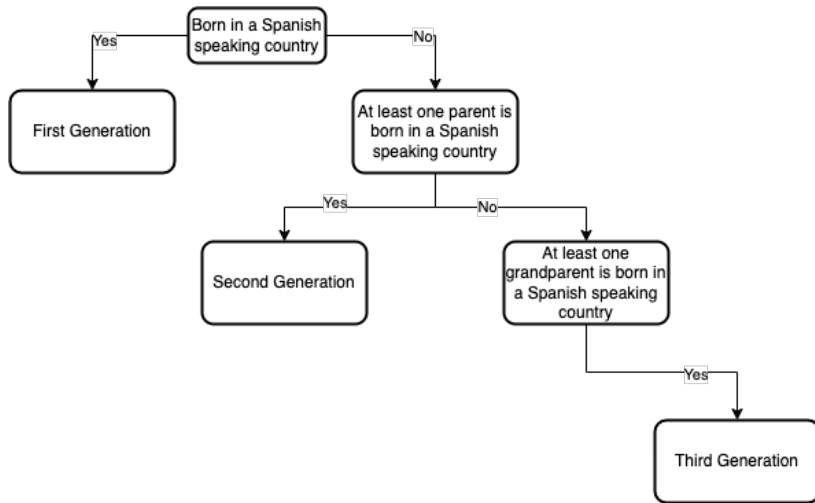 Born in a Spanish
speaking country
Yes
No
First Generation
At least one parent is
born in a Spanish
speaking country
Yes
No
Second Generation
At least one
grandparent is born in
a Spanish speaking
country
Yes
Third Generation